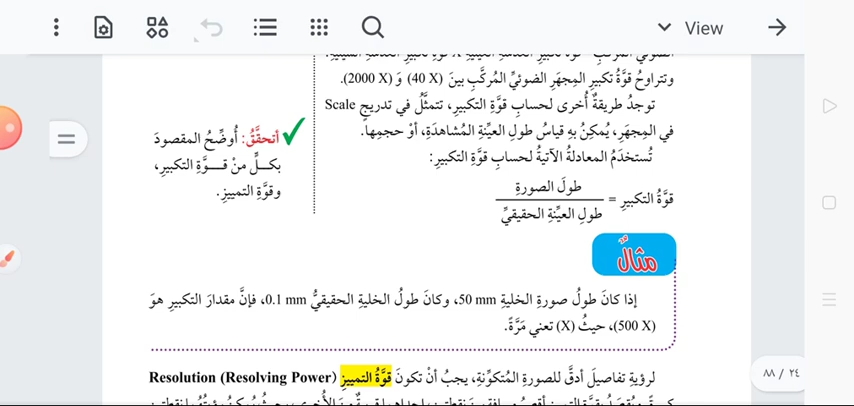 View
وتتراوحُ قوَّةُ تكبيرِ المِجهَرِ الضوئيِّ المُركَّبِ بينَ (40 X) وَ (2000 X).
توجدُ طريقةٌ أُخرى لحسابِ قوَّةِ التكبيرِ، تتمثَّلُ في تدريجِ Scale
في المِجهَرِ، يُمكِنُ بهِ قياسُ طولِ العيِّنةِ المُشاهَدةِ، أوْ حجمِها.
تُستخدَمُ المعادلةُ الآتيةُ لحسابِ قوَّةِ التكبيرِ:
قوَّةُ التكبيرِ = طولَ الصورةِ
طولِ العيِّنةِ الحقيقيِّ
أتحقَّقُ: أُوضِّحُ المقصودَ
بكــلٍّ منْ قــوَّةِ التكبيرِ،
وقوَّةِ التمييزِ.
مثالٌ
إذا كانَ طولُ صورةِ الخليةِ 50 mm، وكانَ طولُ الخليةِ الحقيقيُّ 0.1 mm، فإنَّ مقدارَ التكبيرِ هوَ
(500 X)، حيثُ (X) تعني مَرَّةً.
لرؤيةِ تفاصيلَ أدقَّ للصورةِ المُتكوِّنةِ، يجبُ أنْ تكونَ قوَّةُ التمييزِ Resolution (Resolving Power)
٢٤ / ٨٨